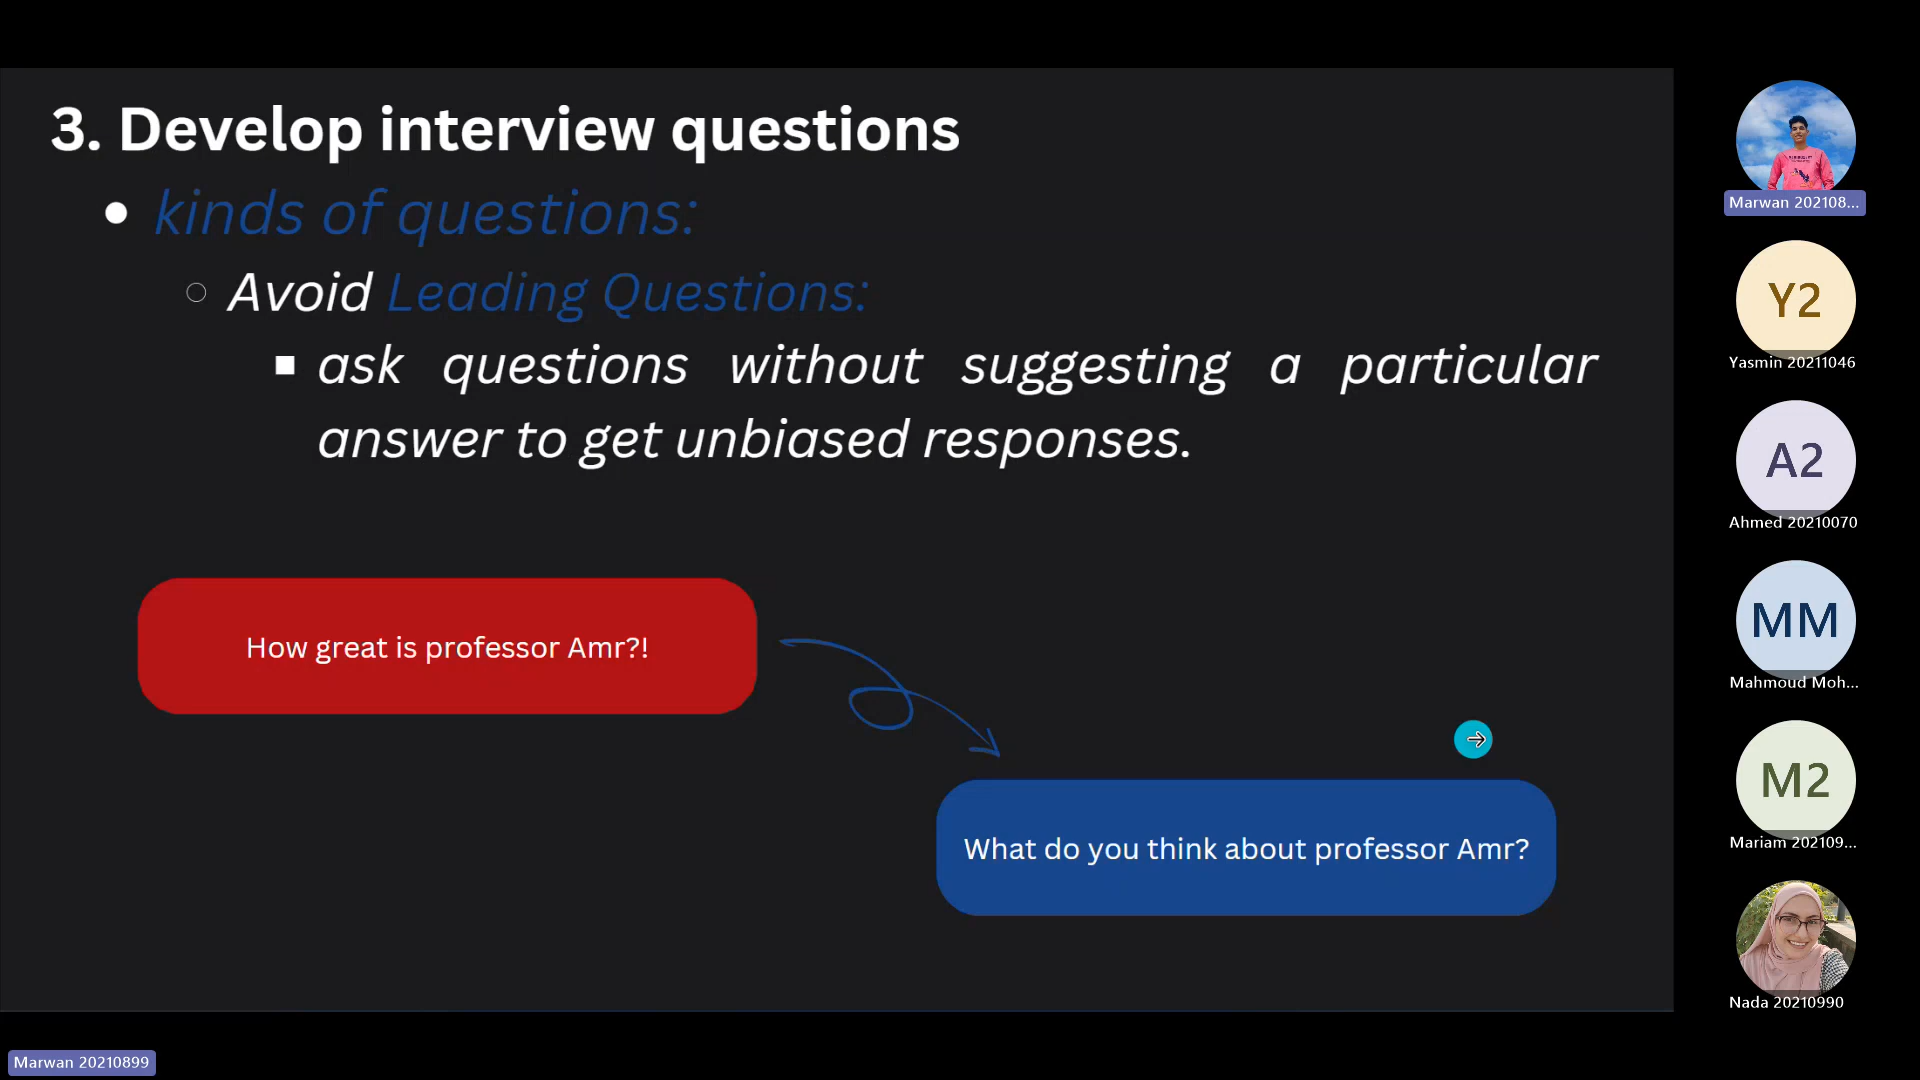 3. Develop interview questions
kinds of questions:
Avoid Leading Questions:
ask questions without suggesting a particular
answer to get unbiased responses.
How great is professor Amr?!
What do you think about professor Amr?
Marwan 202108...
Y2
Yasmin 20211046
A2
Ahmed 20210070
MM
Mahmoud Moh...
M2
Mariam 202109...
Nada 20210990
Marwan 20210899